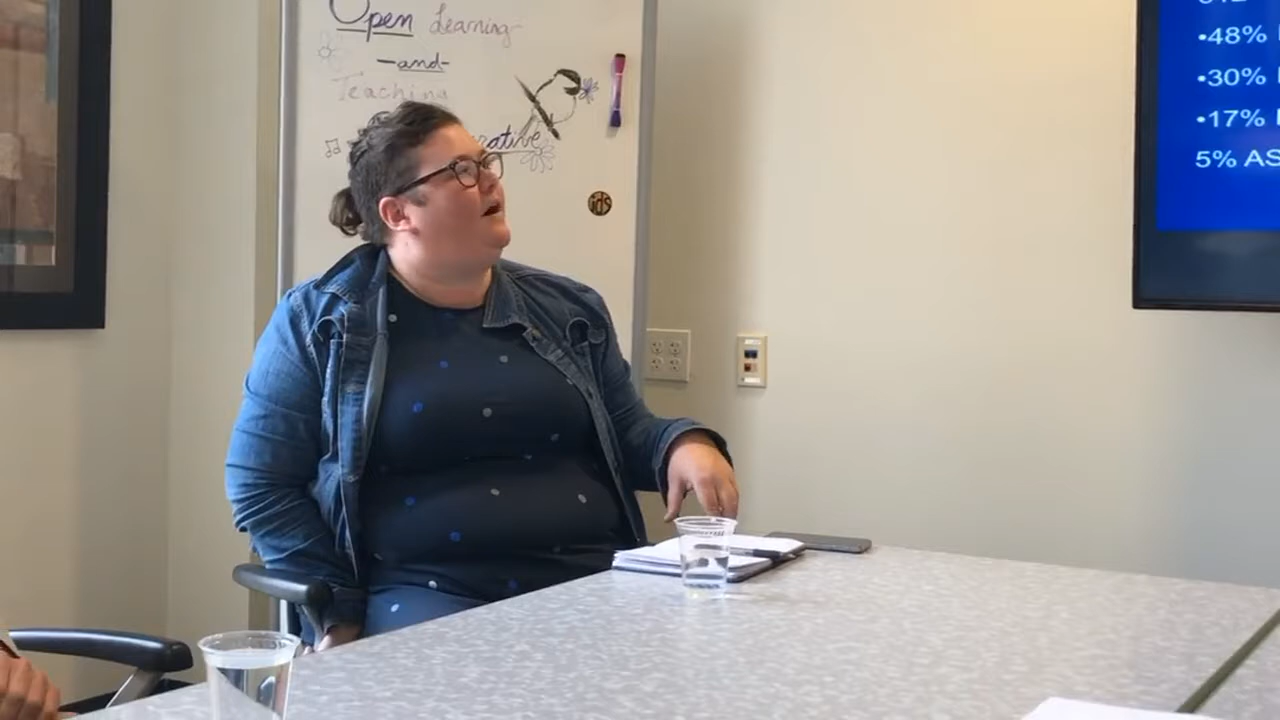 Open Learning
-and-
Teaching
ative
ids
•48%
•30%
•17%
5% AS